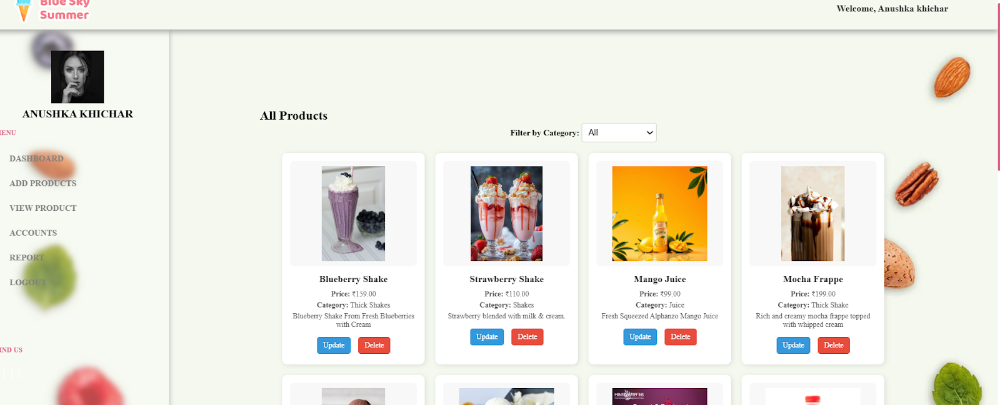 Blue Sky
Summer
Welcome, Anushka khichar
ANUSHKA KHICHAR
ENU
DASHBOARD
ADD PRODUCTS
VIEW PRODUCT
ACCOUNTS
REPORT
LOGOUT
IND US
All Products
Filter by Category: All
Blueberry Shake
Price: ₹159.00
Category: Thick Shakes
Blueberry Shake From Fresh Blueberries
with Cream
Update Delete
Strawberry Shake
Price: ₹110.00
Category: Shakes
Strawberry blended with milk & cream.
Update Delete
Mango Juice
Price: ₹99.00
Category: Juice
Fresh Squeezed Alphanzo Mango Juice
Update Delete
Mocha Frappe
Price: ₹199.00
Category: Thick Shake
Rich and creamy mocha frappe topped
with whipped cream
Update Delete